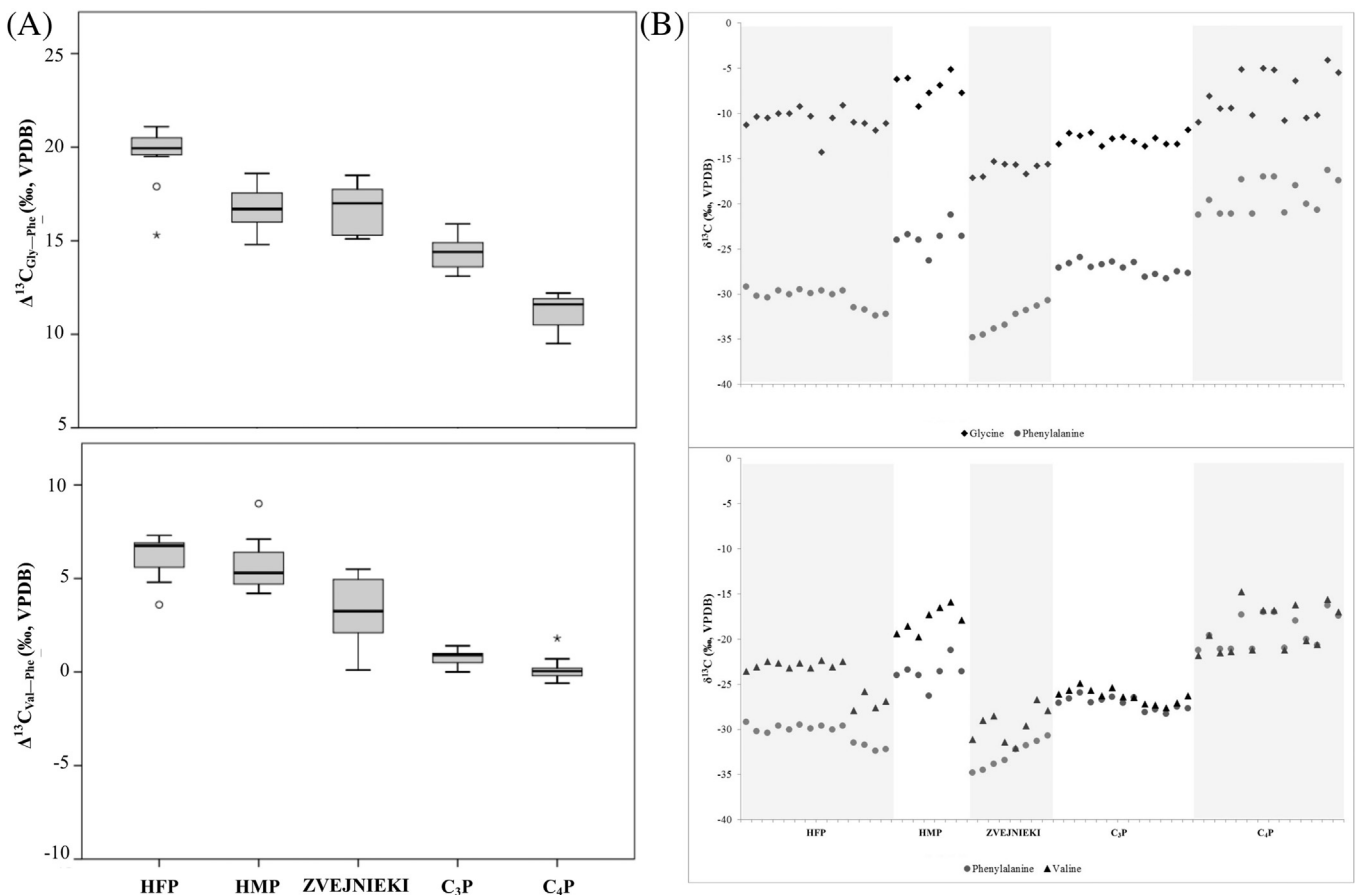 (A)
Δ¹³C_Gly—Phe (‰, VPDB)
25
20
15
10
5
Δ¹³C_Val—Phe (‰, VPDB)
10
5
0
-5
-10
HFP HMP ZVEJNIEKI C₃P C₄P
(B)
δ¹³C (‰, VPDB)
0
-5
-10
-15
-20
-25
-30
-35
-40
Glycine Phenylalanine
δ¹³C (‰, VPDB)
0
-5
-10
-15
-20
-25
-30
-35
-40
HFP HMP ZVEJNIEKI C₃P C₄P
Phenylalanine Valine